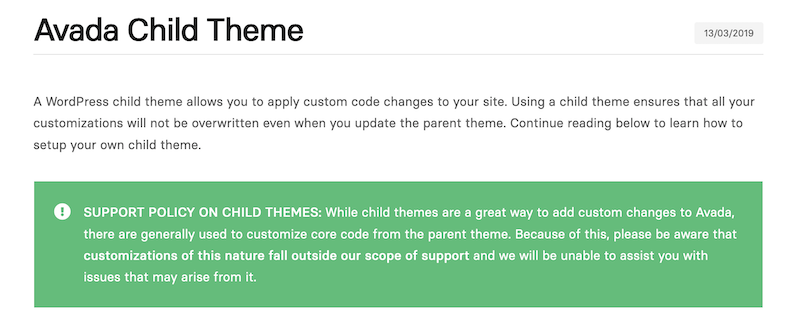 Avada Child Theme
13/03/2019
A WordPress child theme allows you to apply custom code changes to your site. Using a child theme ensures that all your
customizations will not be overwritten even when you update the parent theme. Continue reading below to learn how to
setup your own child theme.
SUPPORT POLICY ON CHILD THEMES: While child themes are a great way to add custom changes to Avada,
there are generally used to customize core code from the parent theme. Because of this, please be aware that
customizations of this nature fall outside our scope of support and we will be unable to assist you with
issues that may arise from it.